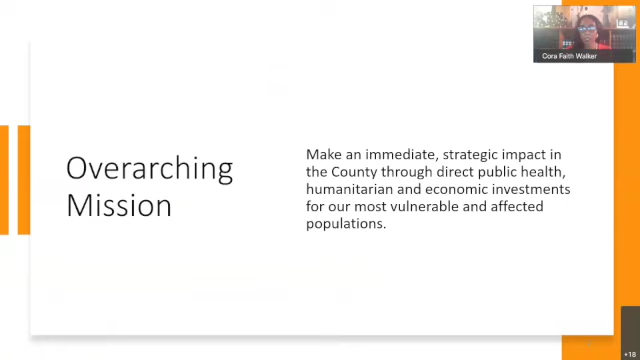 Cora Faith Walker
Overarching
Mission
Make an immediate, strategic impact in
the County through direct public health,
humanitarian and economic investments
for our most vulnerable and affected
populations.
+18